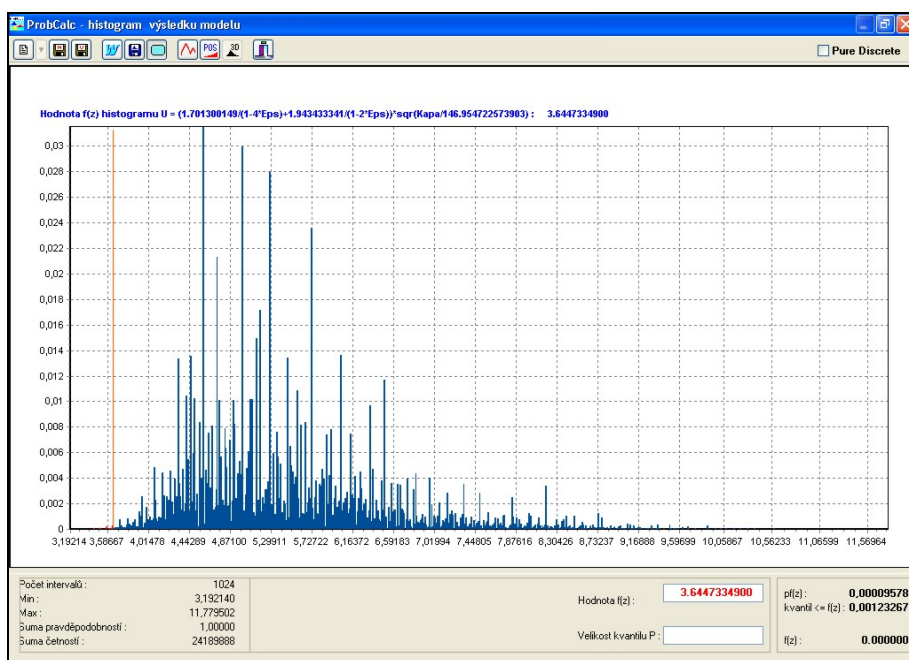 ProbCalc - histogram výsledku modelu
W POS 3D Pure Discrete
Hodnota f(z) histogramu U = (1.701300149/(1-4*Eps)+1.943433341/(1-2*Eps))*sqr(Kapa/146.954722573903) : 3.6447334900
0,03
0,028
0,026
0,024
0,022
0,02
0,018
0,016
0,014
0,012
0,01
0,008
0,006
0,004
0,002
0
3,19214 3,58667 4,01478 4,44289 4,87100 5,29911 5,72722 6,16372 6,59183 7,01994 7,44805 7,87616 8,30426 8,73237 9,16888 9,59699 10,05867 10,56233 11,06599 11,56964
Počet intervalů : 1024
Min : 3,192140
Max : 11,779502
Suma pravděpodobností : 1,00000
Suma četností : 24189888
Hodnota f(z) : 3.6447334900
Velikost kvantilu P :
pf(z) : 0,00009578
kvantil <= f(z) : 0,00123267
f(z) : 0.000000